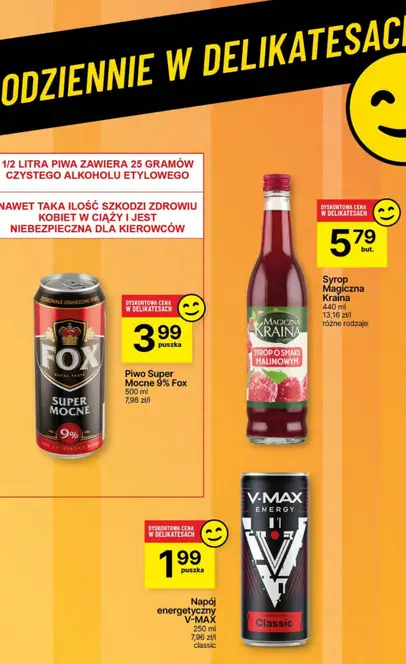 ODZIENNIE W DELIKATESAC
1/2 LITRA PIWA ZAWIERA 25 GRAMÓW
CZYSTEGO ALKOHOLU ETYLOWEGO
NAWET TAKA ILOŚĆ SZKODZI ZDROWIU
KOBIET W CIĄŻY I JEST
NIEBEZPIECZNA DLA KIEROWCÓW
DYSKONTOWA CENA
W DELIKATESACH
5 79
but.
Syrop
Magiczna
Kraina
440 ml
13,16 zł/l
różne rodzaje
MAGICZNA
KRAINA
SYROP O SMAKU
MALINOWYM
DYSKONTOWA CENA
W DELIKATESACH
3 99
puszka
Piwo Super
Mocne 9% Fox
500 ml
7,98 zł/l
FOX
SUPER
MOCNE
9%
DYSKONTOWA CENA
W DELIKATESACH
1 99
puszka
Napój
energetyczny
V-MAX
250 ml
7,96 zł/l
classic
V-MAX
ENERGY
Classic